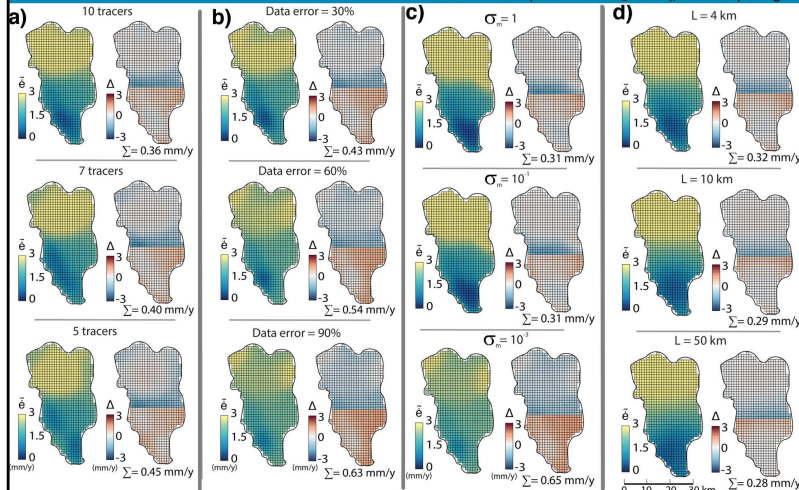 a)
10 tracers
ẽ
3
1.5
0
Δ
3
0
-3
Σ= 0.36 mm/y
7 tracers
ẽ
3
1.5
0
Δ
3
0
-3
Σ= 0.40 mm/y
5 tracers
ẽ
3
1.5
0
(mm/y)
Δ
3
0
-3
(mm/y)
Σ= 0.45 mm/y
b)
Data error = 30%
ẽ
3
1.5
0
Δ
3
0
-3
Σ= 0.43 mm/y
Data error = 60%
ẽ
3
1.5
0
Δ
3
0
-3
Σ= 0.54 mm/y
Data error = 90%
ẽ
3
1.5
0
(mm/y)
Δ
3
0
-3
(mm/y)
Σ= 0.63 mm/y
c)
σm = 1
ẽ
3
1.5
0
Δ
3
0
-3
Σ= 0.31 mm/y
σm = 10⁻¹
ẽ
3
1.5
0
Δ
3
0
-3
Σ= 0.31 mm/y
σm = 10⁻³
ẽ
3
1.5
0
(mm/y)
Δ
3
0
-3
(mm/y)
Σ= 0.65 mm/y
d)
L = 4 km
ẽ
3
1.5
0
Δ
3
0
-3
Σ= 0.32 mm/y
L = 10 km
ẽ
3
1.5
0
Δ
3
0
-3
Σ= 0.29 mm/y
L = 50 km
ẽ
3
1.5
0
Δ
3
0
-3
Σ= 0.28 mm/y
0 10 20 30 km